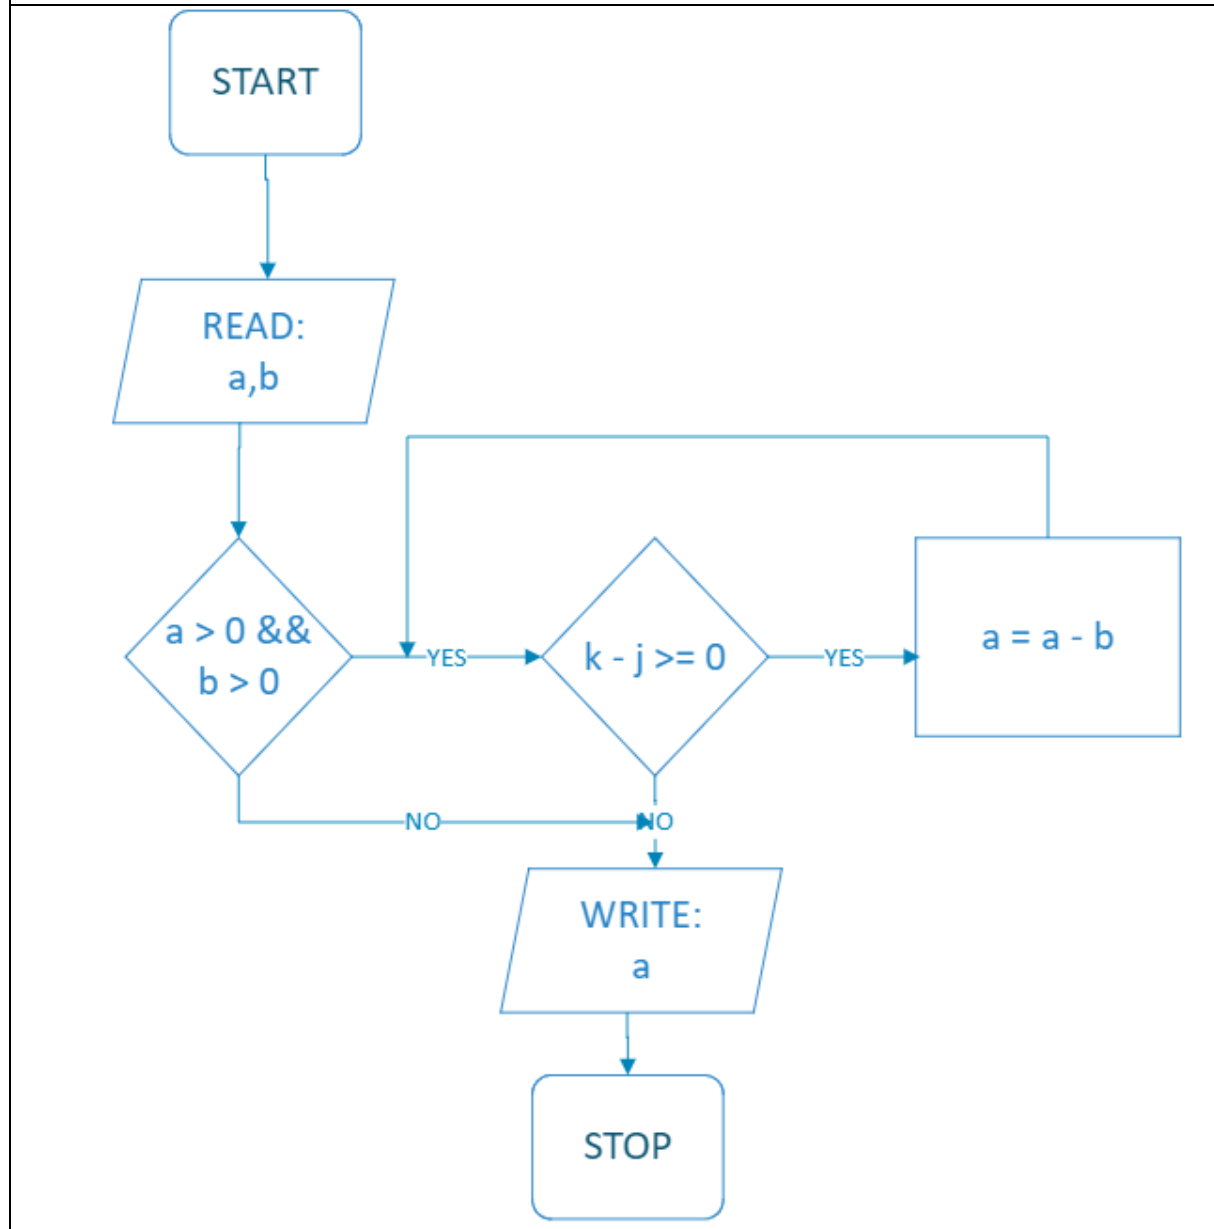 START
READ:
a,b
a > 0 &&
b > 0
YES
k - j >= 0
YES
a = a - b
NO
NO
WRITE:
a
STOP